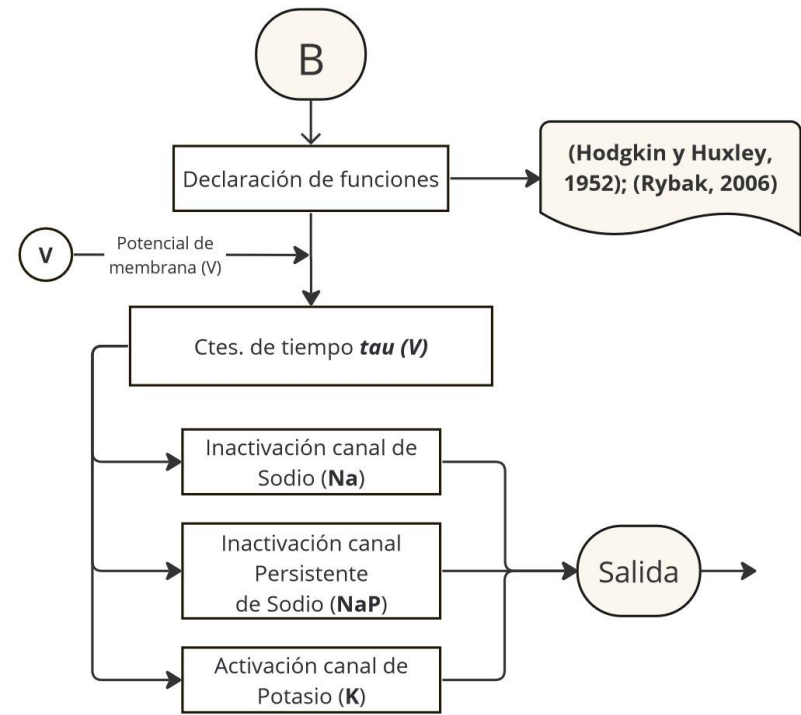 B
Declaración de funciones
(Hodgkin y Huxley,
1952); (Rybak, 2006)
V
Potencial de
membrana (V)
Ctes. de tiempo tau (V)
Inactivación canal de
Sodio (Na)
Inactivación canal
Persistente
de Sodio (NaP)
Activación canal de
Potasio (K)
Salida